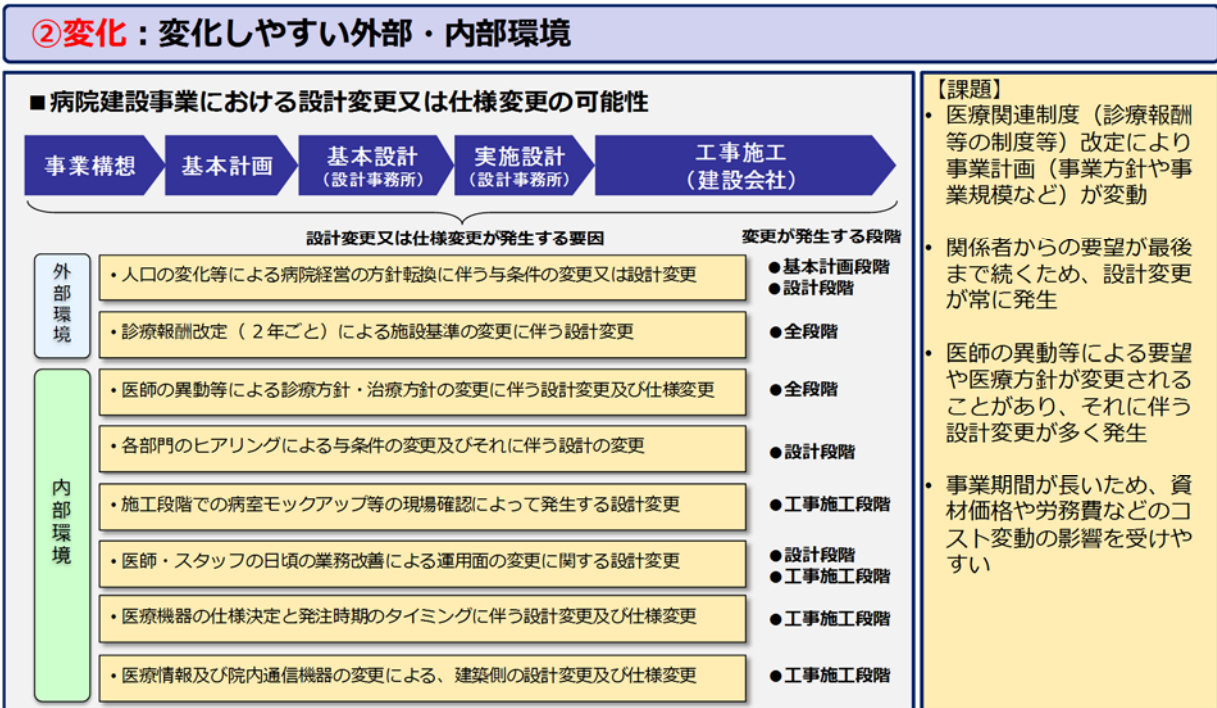 ②変化：変化しやすい外部・内部環境
■病院建設事業における設計変更又は仕様変更の可能性
事業構想
基本計画
基本設計
（設計事務所）
実施設計
（設計事務所）
工事施工
（建設会社）
設計変更又は仕様変更が発生する要因
変更が発生する段階
外部環境
・人口の変化等による病院経営の方針転換に伴う与条件の変更又は設計変更
●基本計画段階
●設計段階
・診療報酬改定（２年ごと）による施設基準の変更に伴う設計変更
●全段階
内部環境
・医師の異動等による診療方針・治療方針の変更に伴う設計変更及び仕様変更
●全段階
・各部門のヒアリングによる与条件の変更及びそれに伴う設計の変更
●設計段階
・施工段階での病室モックアップ等の現場確認によって発生する設計変更
●工事施工段階
・医師・スタッフの日頃の業務改善による運用面の変更に関する設計変更
●設計段階
●工事施工段階
・医療機器の仕様決定と発注時期のタイミングに伴う設計変更及び仕様変更
●工事施工段階
・医療情報及び院内通信機器の変更による、建築側の設計変更及び仕様変更
●工事施工段階
【課題】
• 医療関連制度（診療報酬
等の制度等）改定により
事業計画（事業方針や事
業規模など）が変動
• 関係者からの要望が最後
まで続くため、設計変更
が常に発生
• 医師の異動等による要望
や医療方針が変更される
ことがあり、それに伴う
設計変更が多く発生
• 事業期間が長いため、資
材価格や労務費などのコ
スト変動の影響を受けや
すい